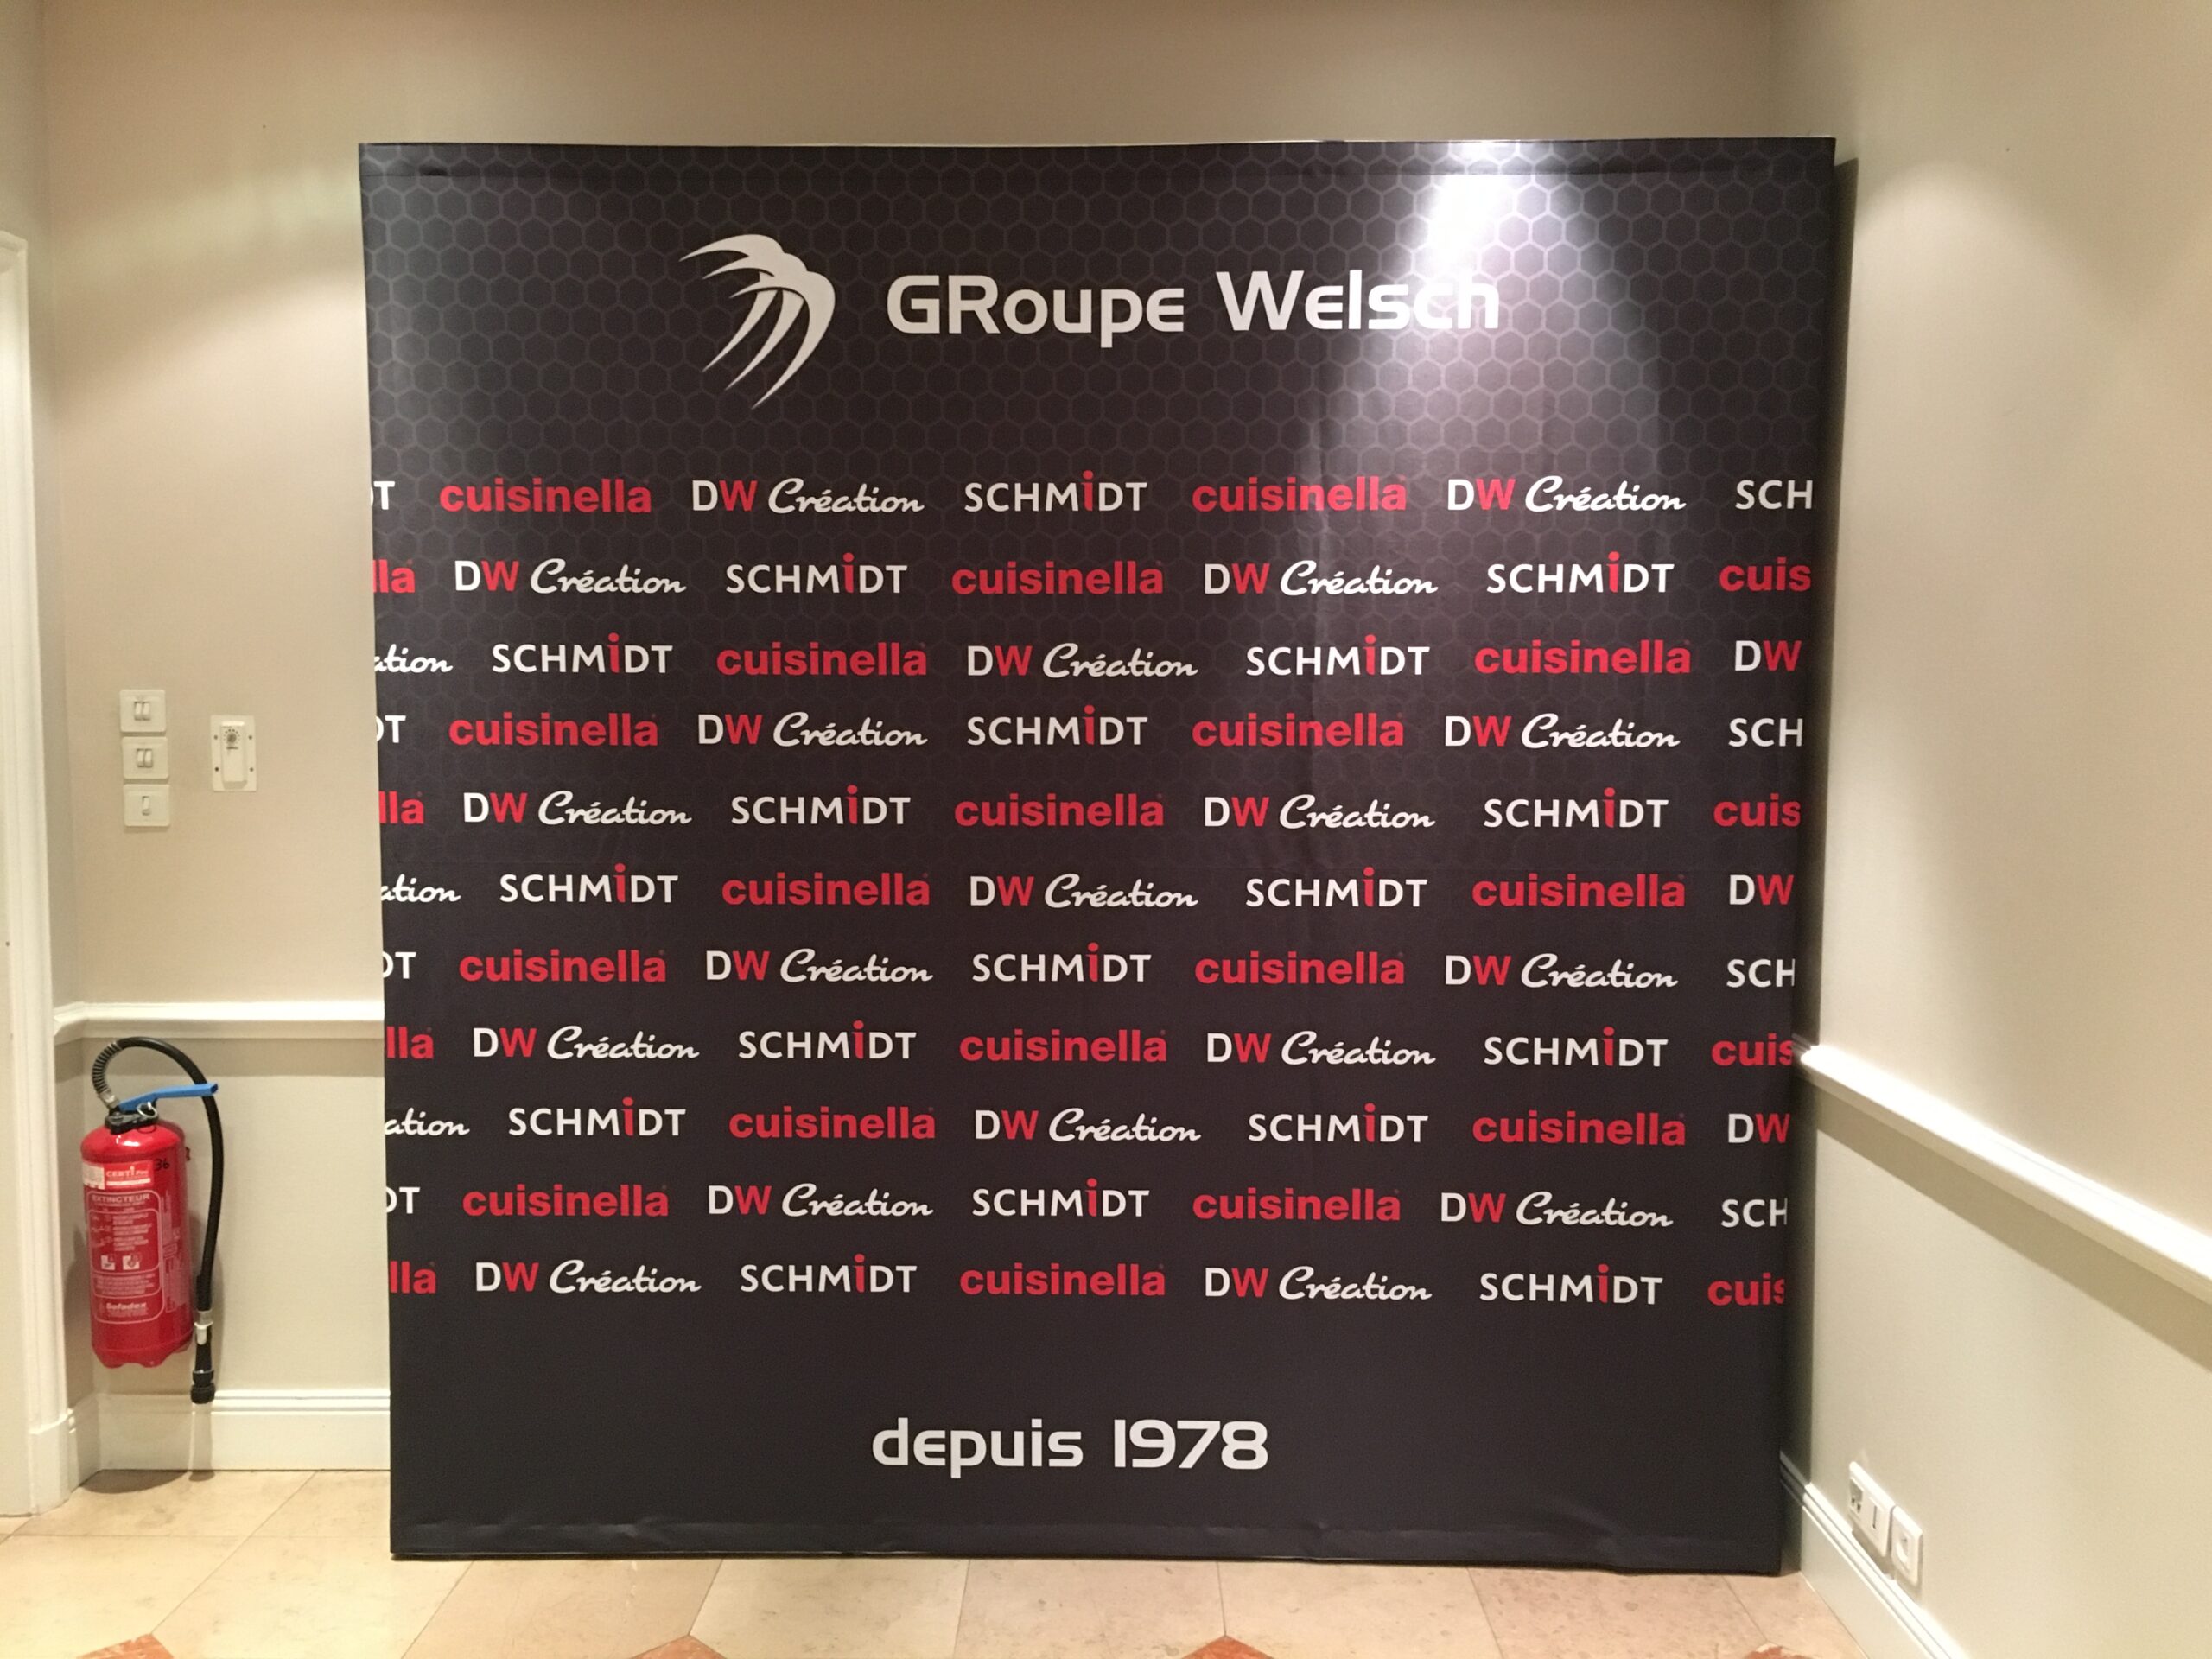 GRoupe Welsch
DT cuisinella DW Création SCHMiDT cuisinella DW Création SCH
lla DW Création SCHMiDT cuisinella DW Création SCHMiDT cuis
ation SCHMiDT cuisinella DW Création SCHMiDT cuisinella DW
DT cuisinella DW Création SCHMiDT cuisinella DW Création SCH
lla DW Création SCHMiDT cuisinella DW Création SCHMiDT cuis
ation SCHMiDT cuisinella DW Création SCHMiDT cuisinella DW
DT cuisinella DW Création SCHMiDT cuisinella DW Création SCH
lla DW Création SCHMiDT cuisinella DW Création SCHMiDT cuis
ation SCHMiDT cuisinella DW Création SCHMiDT cuisinella DW
DT cuisinella DW Création SCHMiDT cuisinella DW Création SCH
lla DW Création SCHMiDT cuisinella DW Création SCHMiDT cuis
depuis 1978
36
EXTINCTEUR